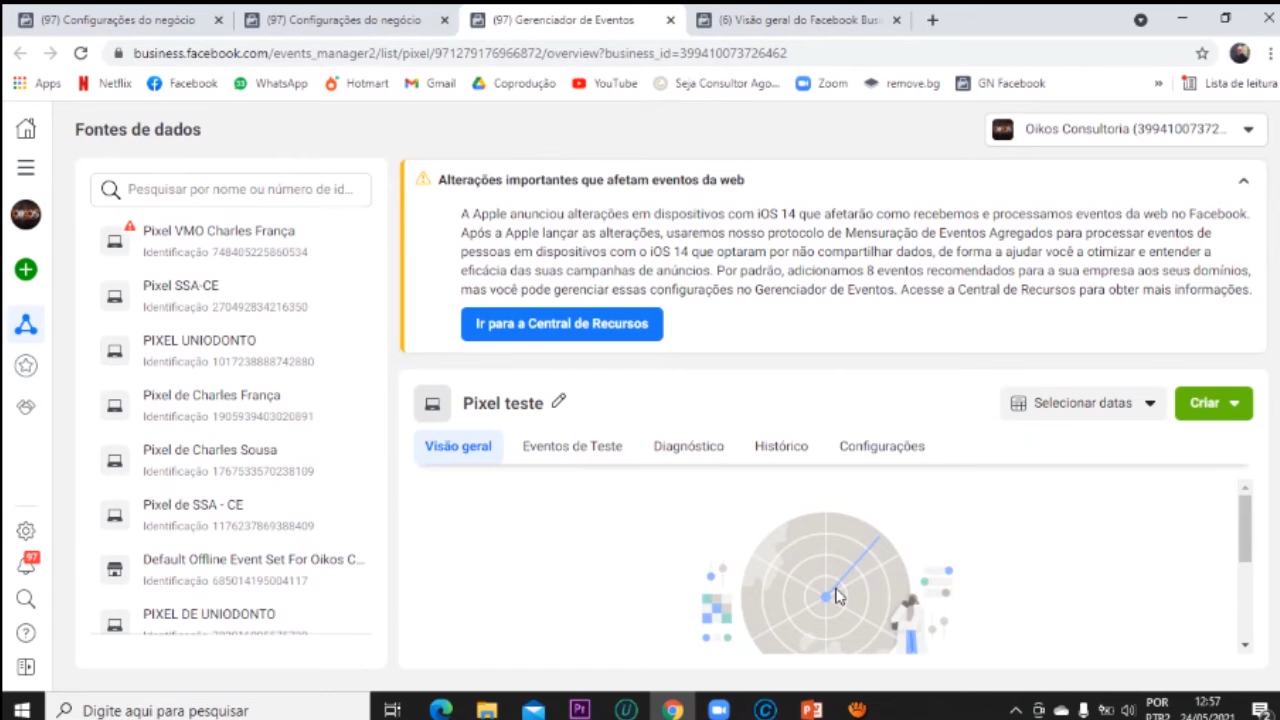 (97) Configurações do negócio
(97) Configurações do negócio
(97) Gerenciador de Eventos
(6) Visão geral do Facebook Busi
business.facebook.com/events_manager2/list/pixel/971279176966872/overview?business_id=399410073726462
Apps
Netflix
Facebook
WhatsApp
Hotmart
Gmail
Coprodução
YouTube
Seja Consultor Ago...
Zoom
remove.bg
GN Facebook
»
Lista de leitura
Fontes de dados
Oikos Consultoria (39941007372...
Pesquisar por nome ou número de id...
Pixel VMO Charles França
Identificação 748405225860534
Pixel SSA-CE
Identificação 270492834216350
PIXEL UNIODONTO
Identificação 1017238888742880
Pixel de Charles França
Identificação 1905939403020891
Pixel de Charles Sousa
Identificação 1767533570238109
Pixel de SSA - CE
Identificação 1176237869388409
Default Offline Event Set For Oikos C...
Identificação 685014195004117
PIXEL DE UNIODONTO
97
Alterações importantes que afetam eventos da web
A Apple anunciou alterações em dispositivos com iOS 14 que afetarão como recebemos e processamos eventos da web no Facebook.
Após a Apple lançar as alterações, usaremos nosso protocolo de Mensuração de Eventos Agregados para processar eventos de
pessoas em dispositivos com o iOS 14 que optaram por não compartilhar dados, de forma a ajudar você a otimizar e entender a
eficácia das suas campanhas de anúncios. Por padrão, adicionamos 8 eventos recomendados para a sua empresa aos seus domínios,
mas você pode gerenciar essas configurações no Gerenciador de Eventos. Acesse a Central de Recursos para obter mais informações.
Ir para a Central de Recursos
Pixel teste
Selecionar datas
Criar
Visão geral
Eventos de Teste
Diagnóstico
Histórico
Configurações
Digite aqui para pesquisar
POR
PTB2
12:57
24/05/2021